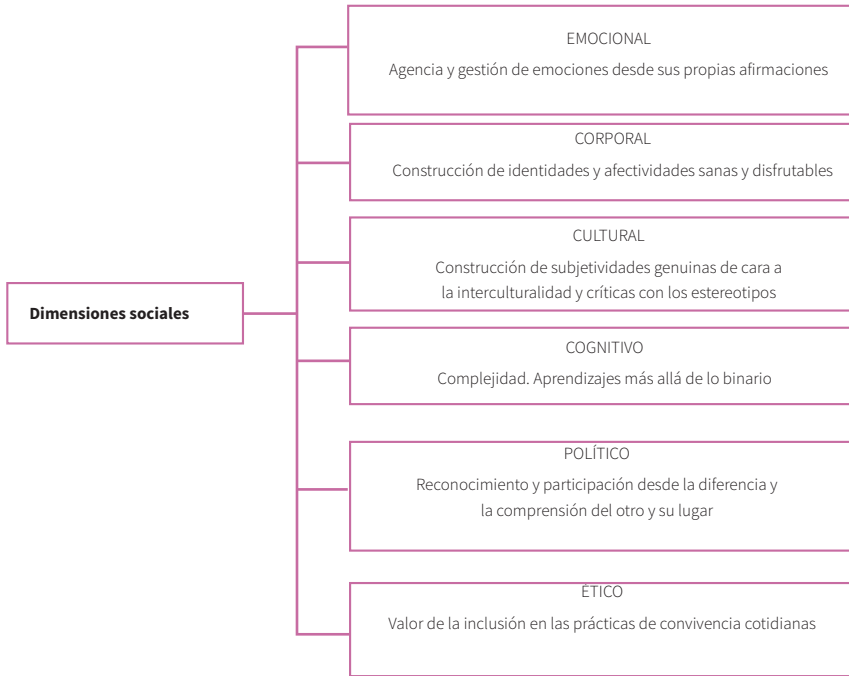 EMOCIONAL
Agencia y gestión de emociones desde sus propias afirmaciones
CORPORAL
Construcción de identidades y afectividades sanas y disfrutables
CULTURAL
Construcción de subjetividades genuinas de cara a
la interculturalidad y críticas con los estereotipos
Dimensiones sociales
COGNITIVO
Complejidad. Aprendizajes más allá de lo binario
POLÍTICO
Reconocimiento y participación desde la diferencia y
la comprensión del otro y su lugar
ÉTICO
Valor de la inclusión en las prácticas de convivencia cotidianas